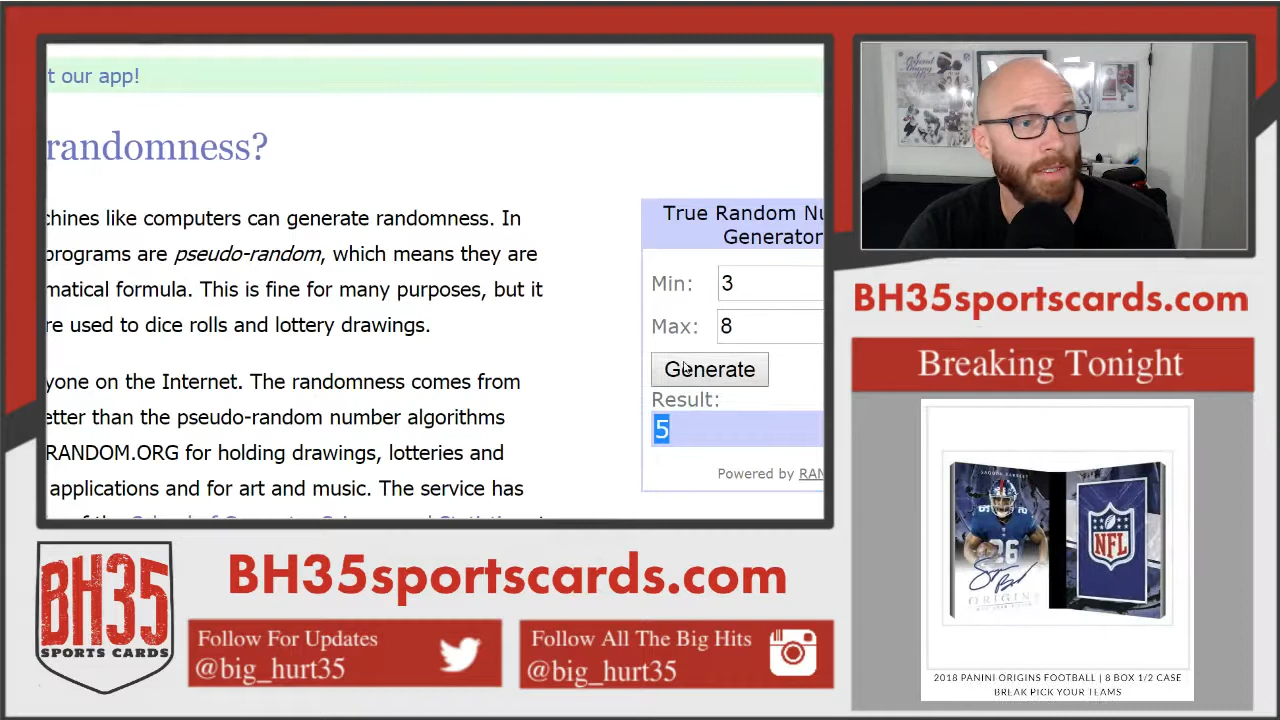 t our app!
randomness?
chines like computers can generate randomness. In
programs are pseudo-random, which means they are
matical formula. This is fine for many purposes, but it
re used to dice rolls and lottery drawings.
yone on the Internet. The randomness comes from
etter than the pseudo-random number algorithms
RANDOM.ORG for holding drawings, lotteries and
applications and for art and music. The service has
True Random Nu
Generator
Min: 3
Max: 8
Generate
Result:
5
Powered by RAN
BH35sportscards.com
Breaking Tonight
SAQUON BARKLEY
26
NFL
ORIGINS
2018 PANINI ORIGINS FOOTBALL | 8 BOX 1/2 CASE
BREAK PICK YOUR TEAMS
BH35
SPORTS CARDS
BH35sportscards.com
Follow For Updates
@big_hurt35
Follow All The Big Hits
@big_hurt35